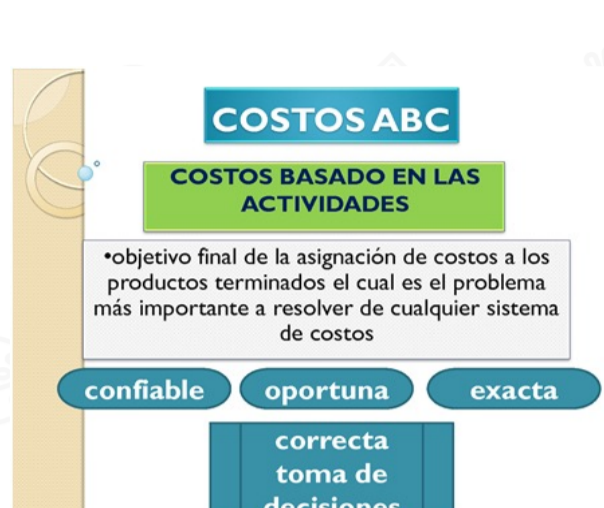 COSTOS ABC
COSTOS BASADO EN LAS
ACTIVIDADES
•objetivo final de la asignación de costos a los
productos terminados el cual es el problema
más importante a resolver de cualquier sistema
de costos
confiable oportuna exacta
correcta
toma de
decisiones